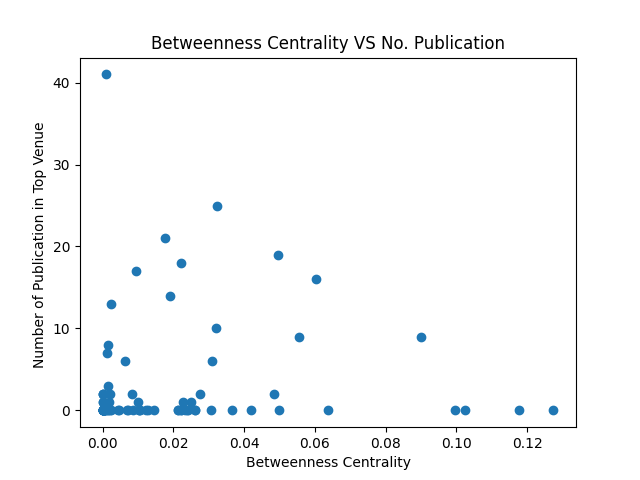 Betweenness Centrality VS No. Publication
Number of Publication in Top Venue
40
30
20
10
0
0.00 0.02 0.04 0.06 0.08 0.10 0.12
Betweenness Centrality